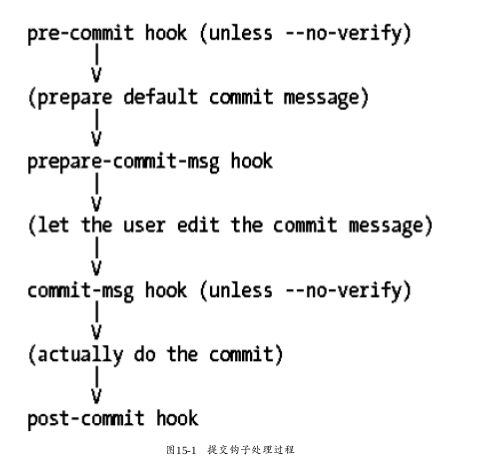 pre-commit hook (unless --no-verify)
(prepare default commit message)
prepare-commit-msg hook
(let the user edit the commit message)
commit-msg hook (unless --no-verify)
(actually do the commit)
post-commit hook
图15-1 提交钩子处理过程